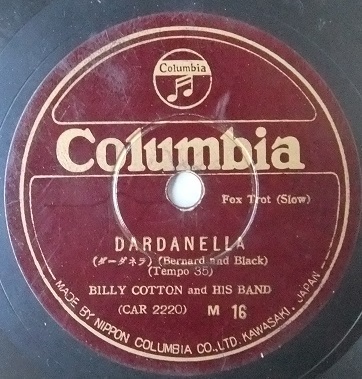 Columbia
Columbia
Fox Trot (Slow)
DARDANELLA
(ダーダネラ) (Bernard and Black)
(Tempo 35)
BILLY COTTON and HIS BAND
(CAR 2220) M 16
MADE BY NIPPON COLUMBIA CO., LTD. KAWASAKI, JAPAN.